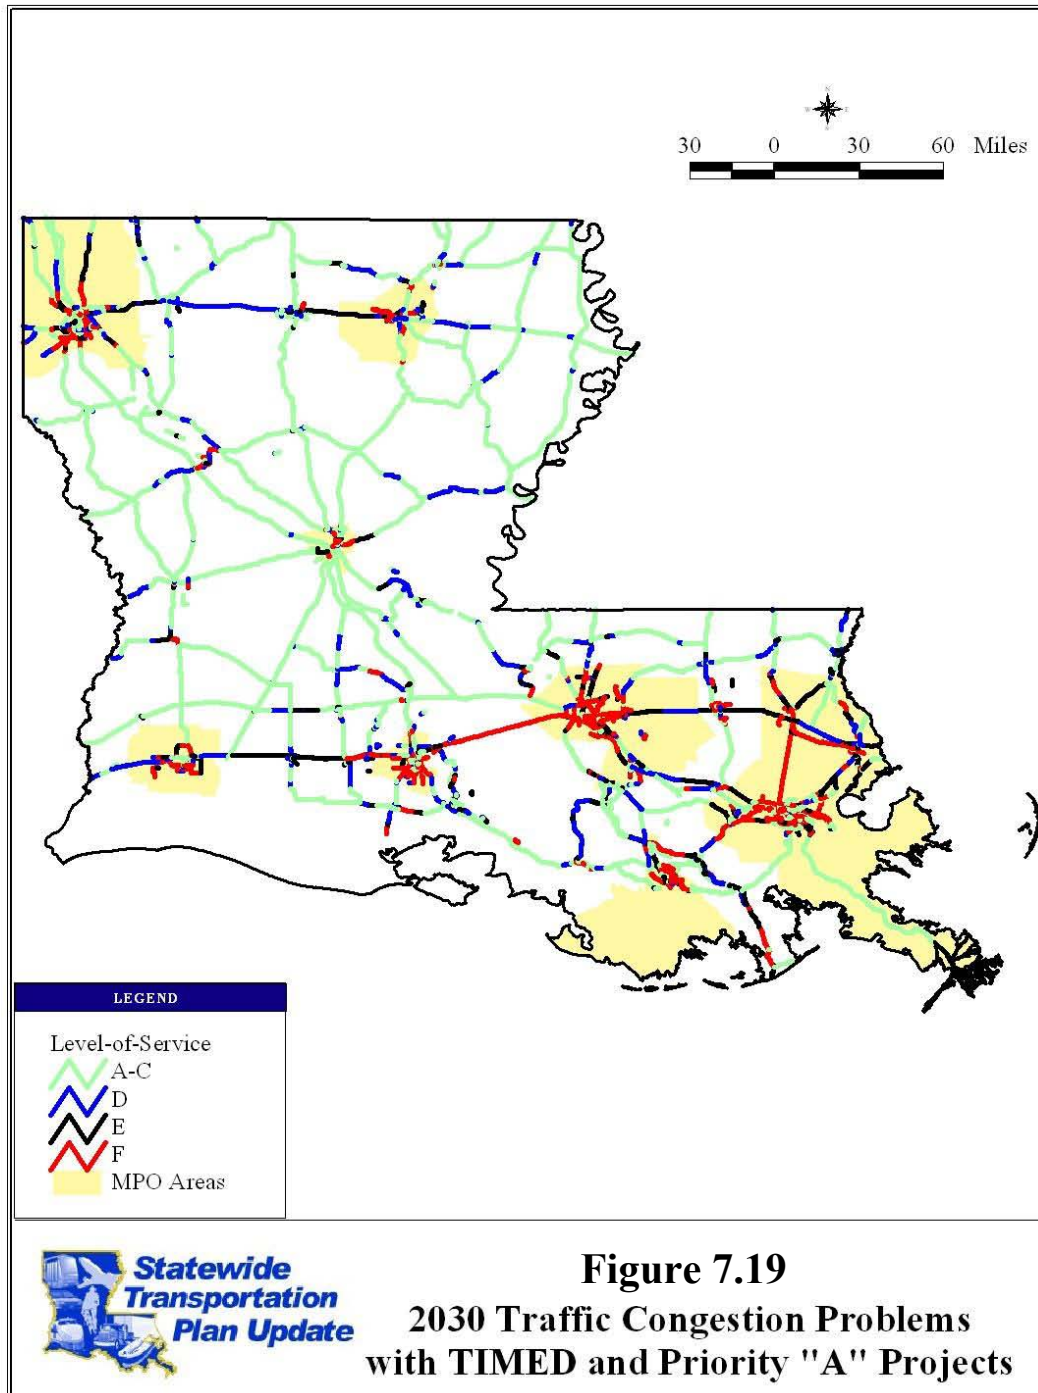 30 0 30 60 Miles
LEGEND
Level-of-Service
A-C
D
E
F
MPO Areas
Statewide
Transportation
Plan Update
Figure 7.19
2030 Traffic Congestion Problems
with TIMED and Priority "A" Projects